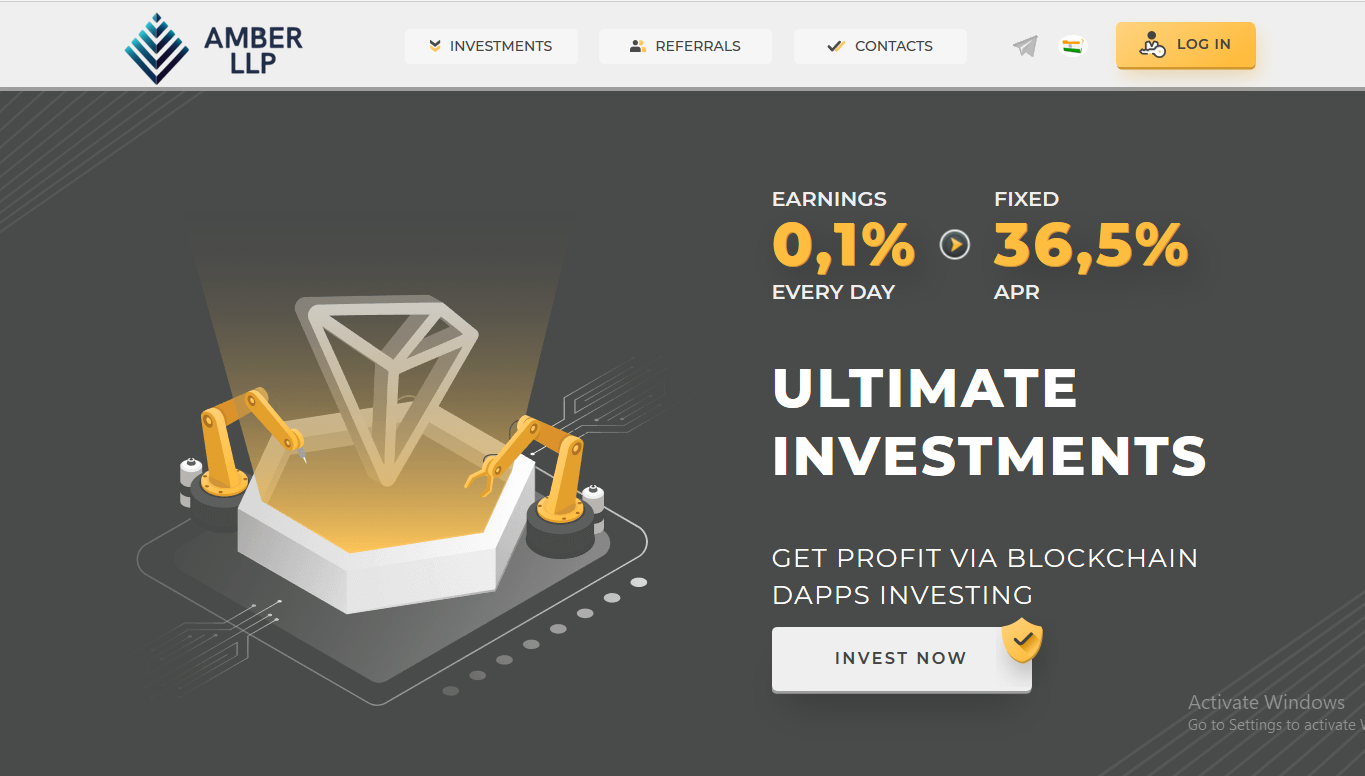 AMBER
LLP
INVESTMENTS
REFERRALS
CONTACTS
LOG IN
EARNINGS
0,1%
EVERY DAY
FIXED
36,5%
APR
ULTIMATE
INVESTMENTS
GET PROFIT VIA BLOCKCHAIN
DAPPS INVESTING
INVEST NOW
Activate Windows
Go to Settings to activate W